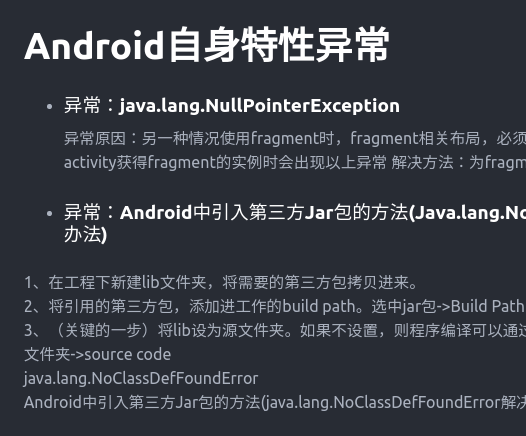 Android自身特性异常
异常：java.lang.NullPointerException
异常原因：另一种情况使用fragment时，fragment相关布局，必须
activity获得fragment的实例时会出现以上异常 解决方法：为fragm
异常：Android中引入第三方Jar包的方法(Java.lang.No
办法)
1、在工程下新建lib文件夹，将需要的第三方包拷贝进来。
2、将引用的第三方包，添加进工作的build path。选中jar包->Build Path
3、（关键的一步）将lib设为源文件夹。如果不设置，则程序编译可以通过
文件夹->source code
java.lang.NoClassDefFoundError
Android中引入第三方Jar包的方法(java.lang.NoClassDefFoundError解决